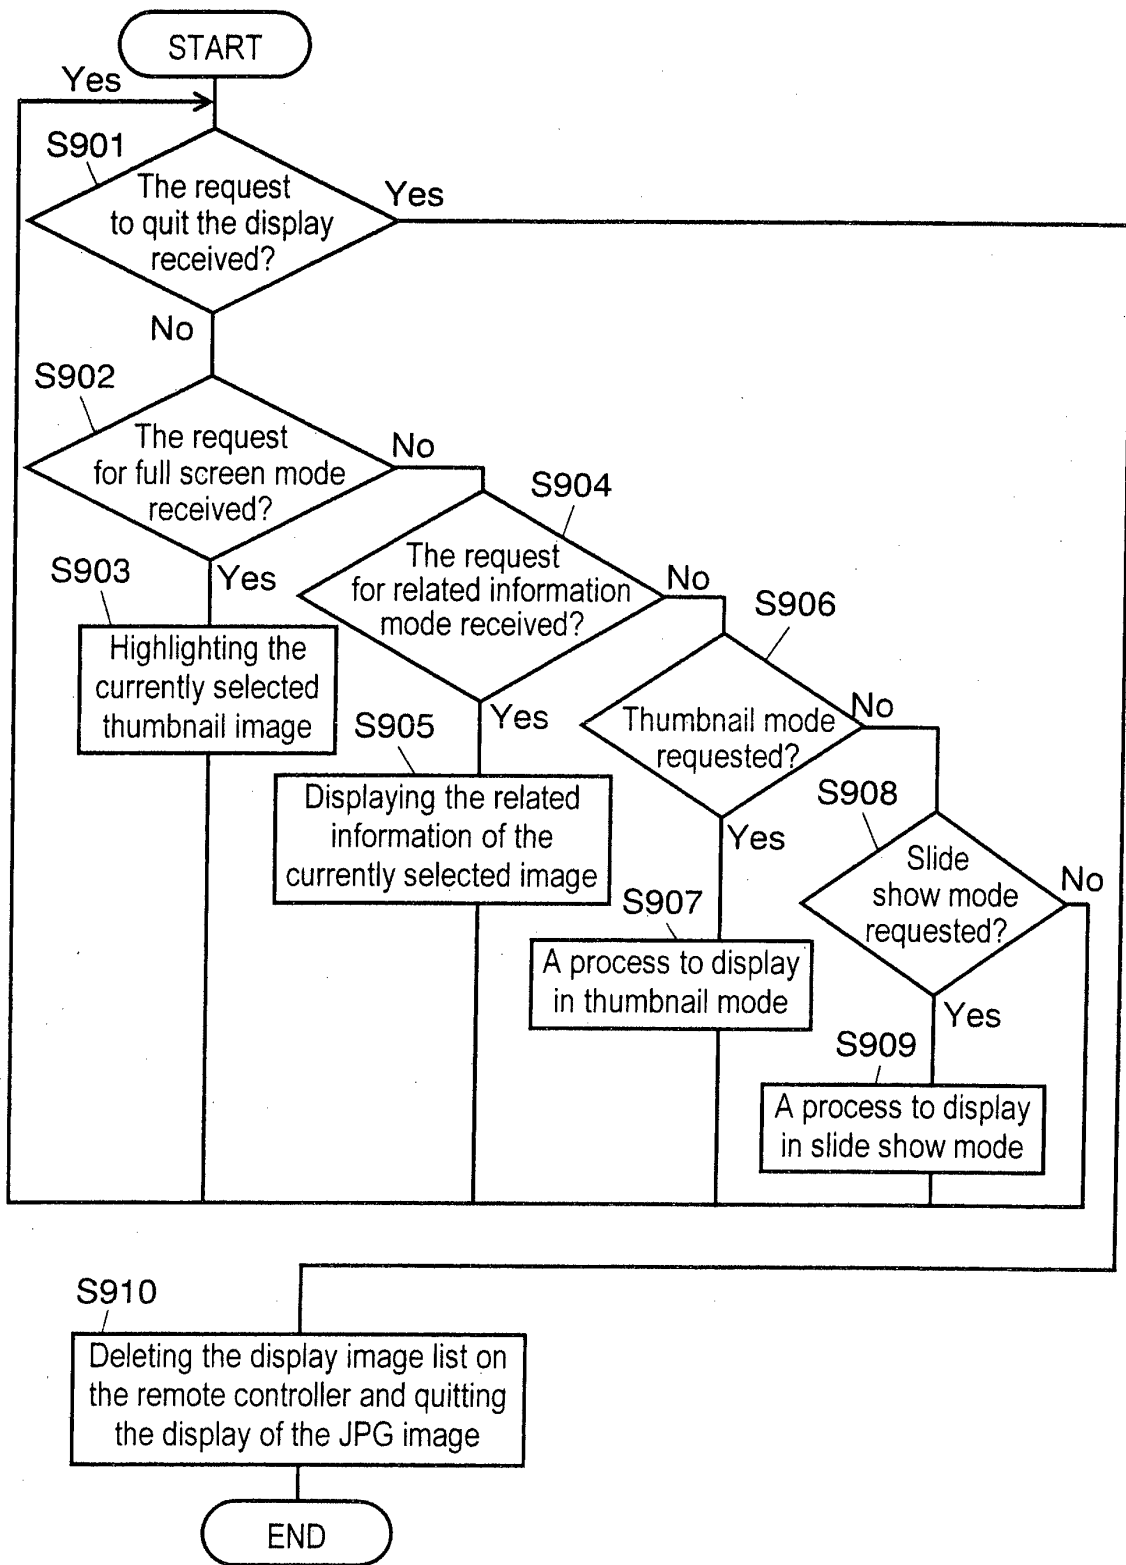 START
Yes
S901
The request
to quit the display
received?
Yes
No
S902
The request
for full screen mode
received?
No
S904
The request
for related information
mode received?
No
S903
Yes
Highlighting the
currently selected
thumbnail image
S906
Thumbnail mode
requested?
No
S905
Yes
Displaying the related
information of the
currently selected image
S908
Slide
show mode
requested?
No
Yes
S907
A process to display
in thumbnail mode
Yes
S909
A process to display
in slide show mode
S910
Deleting the display image list on
the remote controller and quitting
the display of the JPG image
END